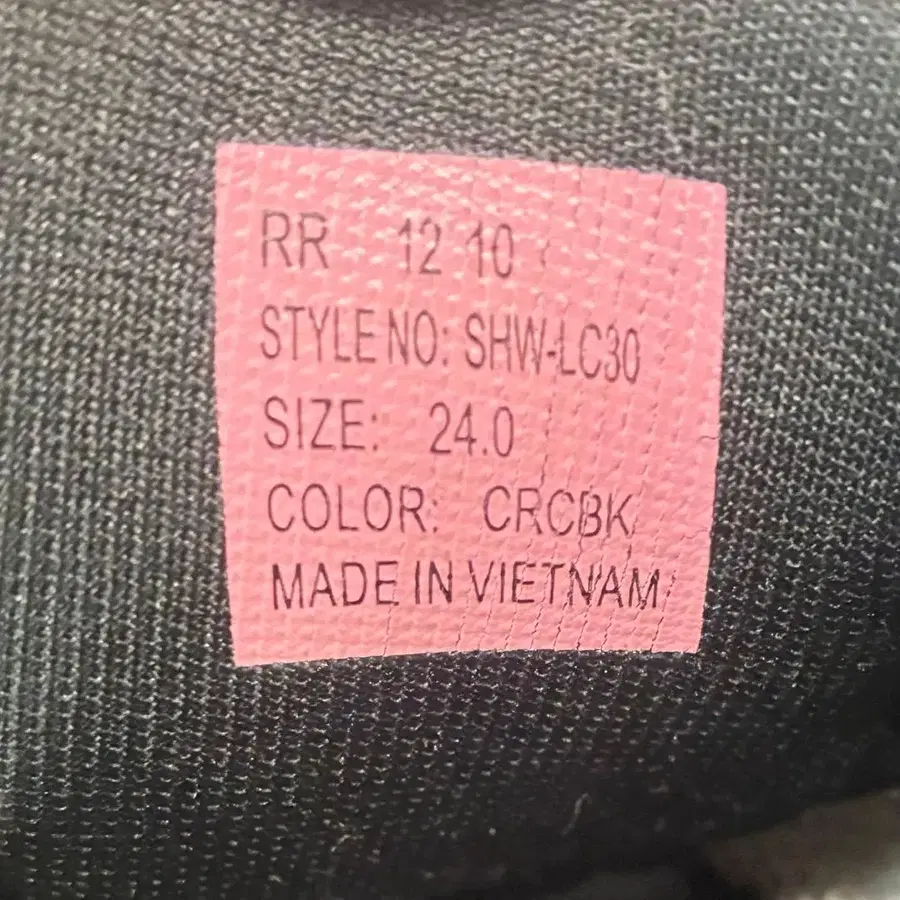 RR 12 10
STYLE NO: SHW-LC30
SIZE: 24.0
COLOR: CRCBK
MADE IN VIETNAM